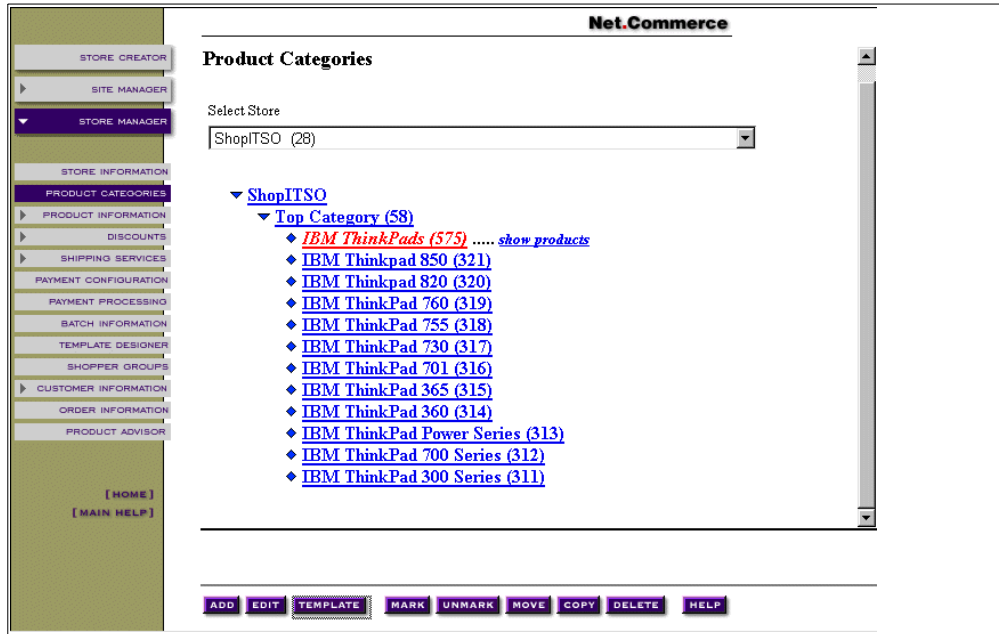 Net.Commerce
STORE CREATOR
SITE MANAGER
STORE MANAGER
STORE INFORMATION
PRODUCT CATEGORIES
PRODUCT INFORMATION
DISCOUNTS
SHIPPING SERVICES
PAYMENT CONFIGURATION
PAYMENT PROCESSING
BATCH INFORMATION
TEMPLATE DESIGNER
SHOPPER GROUPS
CUSTOMER INFORMATION
ORDER INFORMATION
PRODUCT ADVISOR
[HOME]
[MAIN HELP]
Product Categories
Select Store
ShopITSO (28)
ShopITSO
Top Category (58)
IBM ThinkPads (575) ..... show products
IBM Thinkpad 850 (321)
IBM Thinkpad 820 (320)
IBM ThinkPad 760 (319)
IBM ThinkPad 755 (318)
IBM ThinkPad 730 (317)
IBM ThinkPad 701 (316)
IBM ThinkPad 365 (315)
IBM ThinkPad 360 (314)
IBM ThinkPad Power Series (313)
IBM ThinkPad 700 Series (312)
IBM ThinkPad 300 Series (311)
ADD EDIT TEMPLATE MARK UNMARK MOVE COPY DELETE HELP